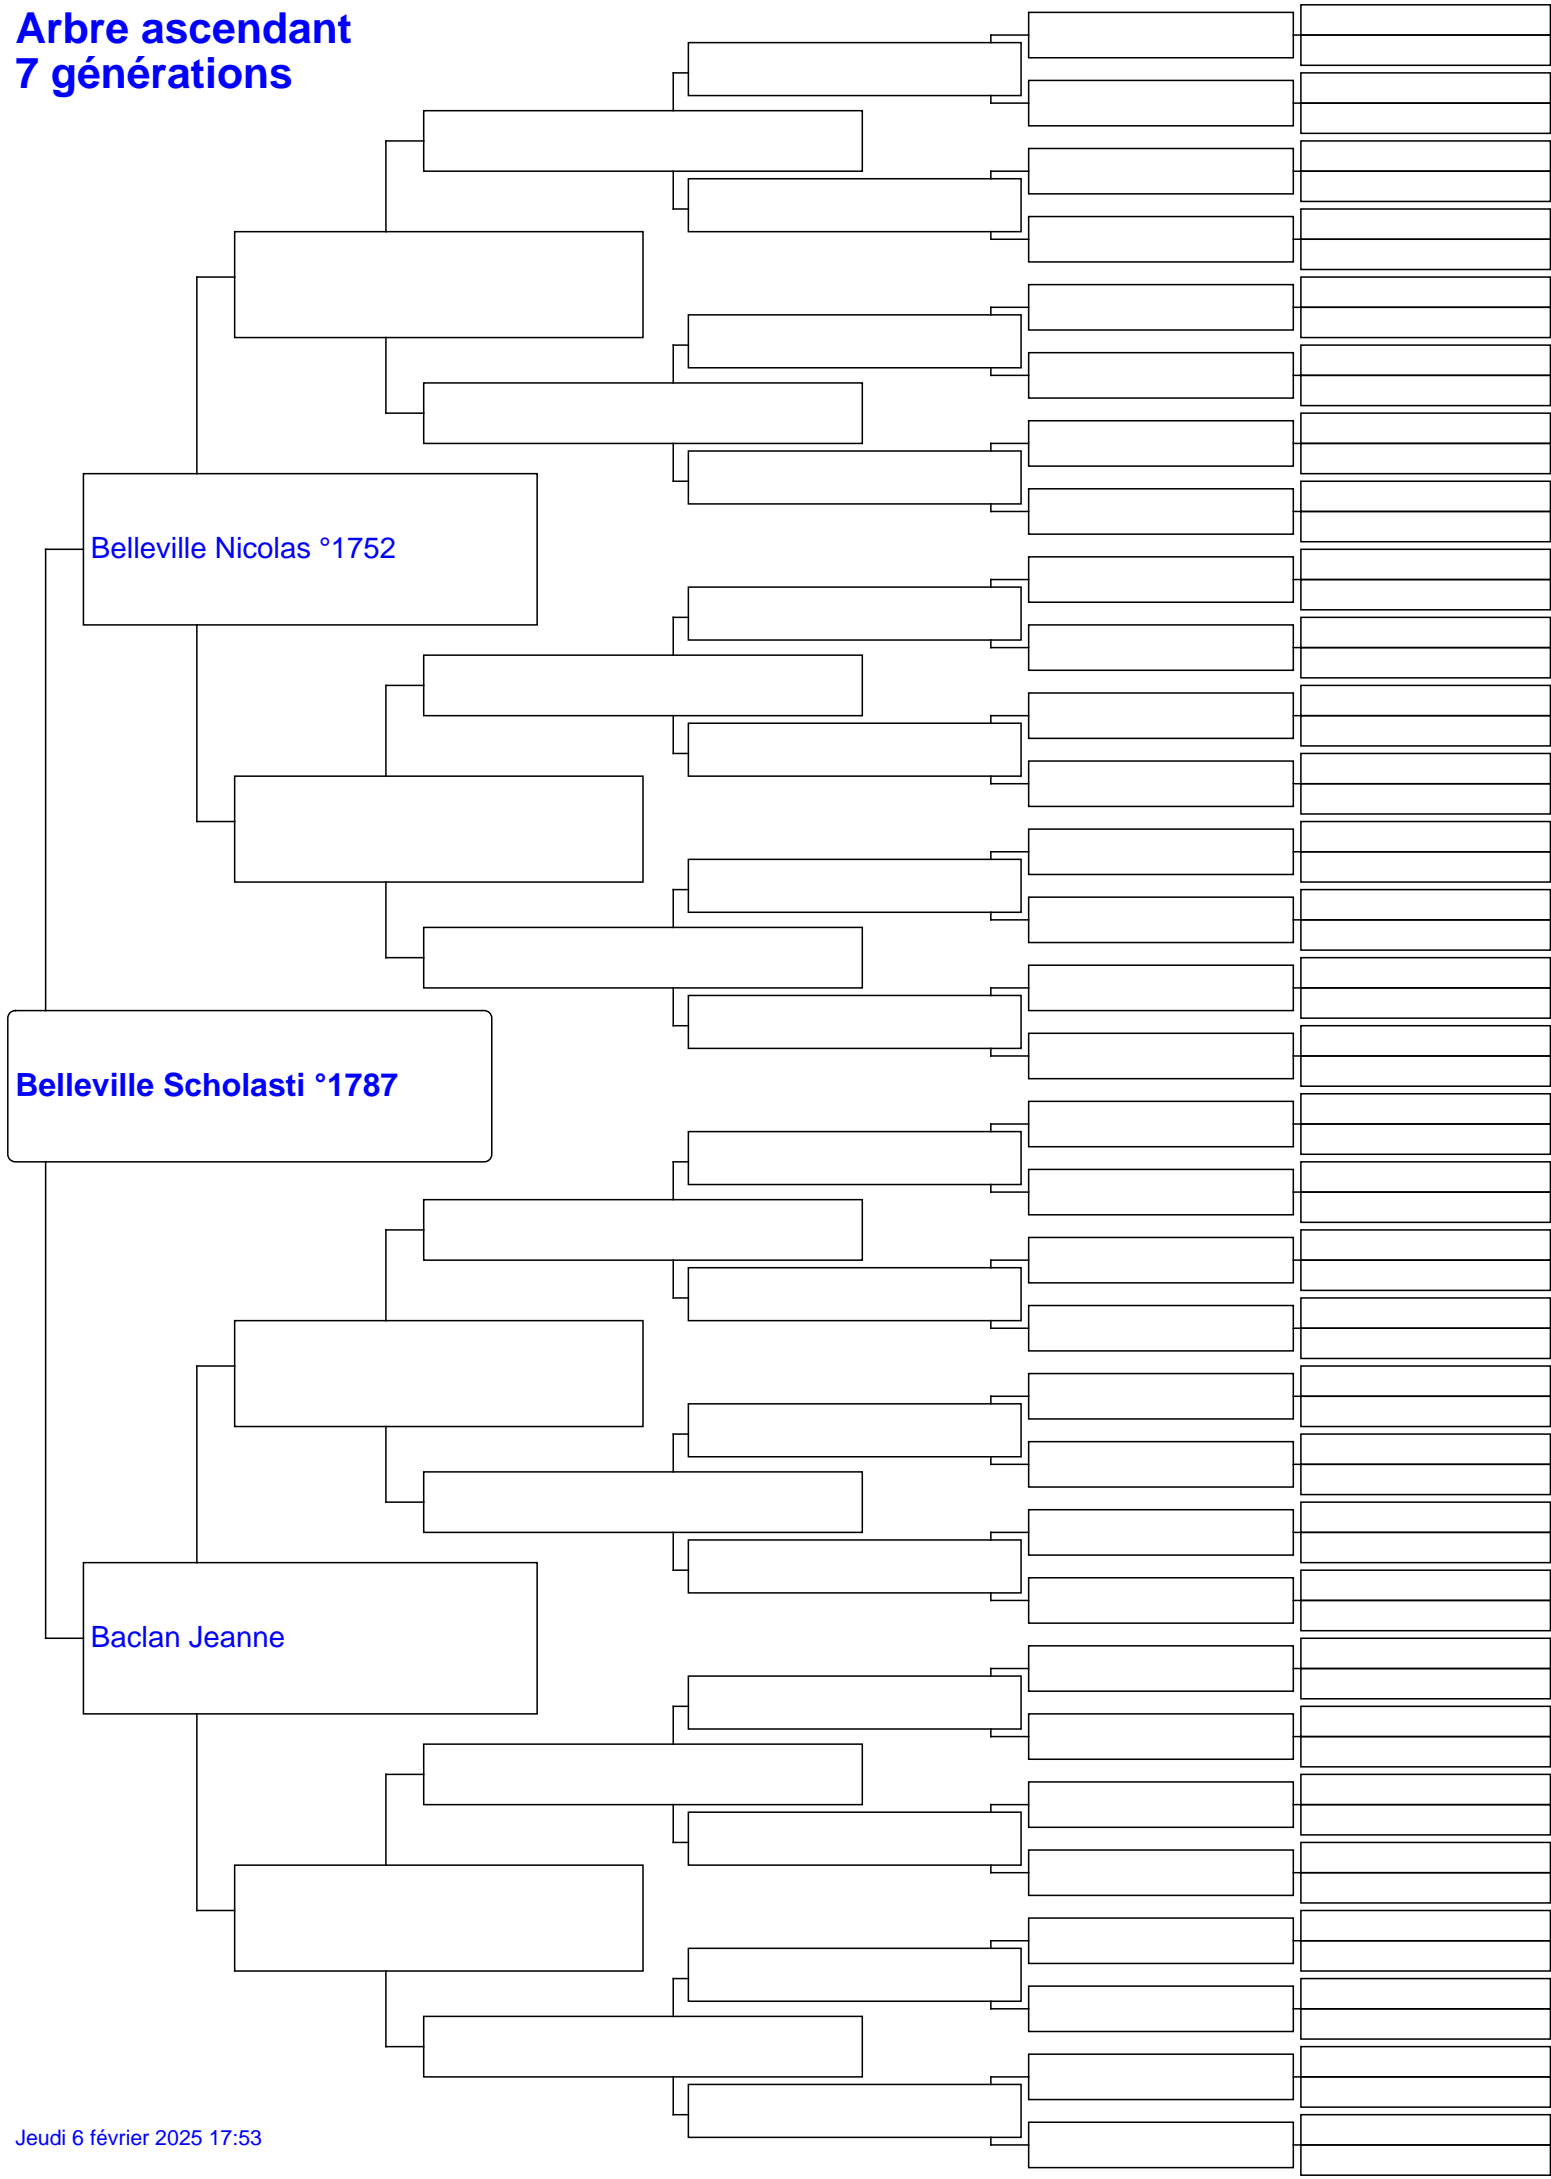 Arbre ascendant
7 générations
Belleville Nicolas °1752
Belleville Scholasti °1787
Baclan Jeanne
Jeudi 6 février 2025 17:53